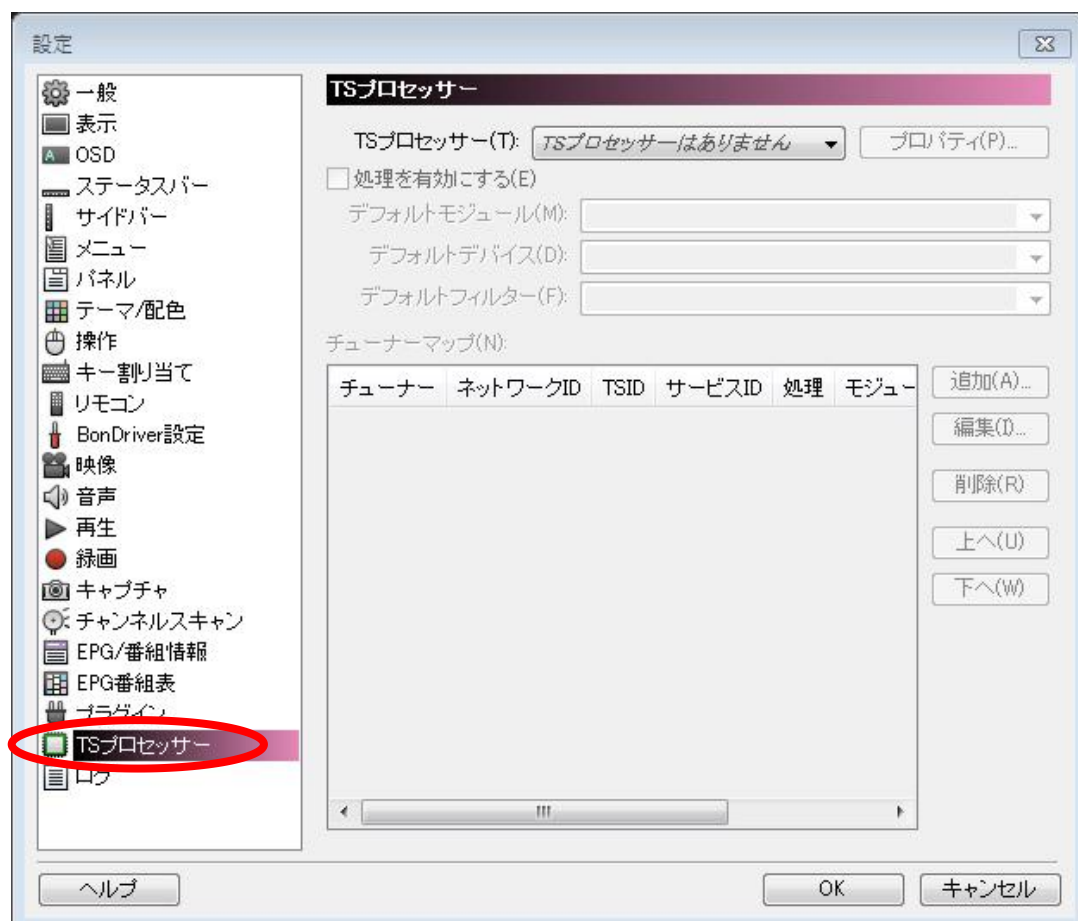 設定
一般
表示
OSD
ステータスバー
サイドバー
メニュー
パネル
テーマ/配色
操作
キー割り当て
リモコン
BonDriver設定
映像
音声
再生
録画
キャプチャ
チャンネルスキャン
EPG/番組情報
EPG番組表
プラグイン
TSプロセッサー
ログ
TSプロセッサー
TSプロセッサー(T): TSプロセッサーはありません プロパティ(P)...
処理を有効にする(E)
デフォルトモジュール(M):
デフォルトデバイス(D):
デフォルトフィルター(F):
チューナーマップ(N):
チューナー ネットワークID TSID サービスID 処理 モジュー
追加(A)...
編集(I)...
削除(R)
上へ(U)
下へ(W)
ヘルプ OK キャンセル